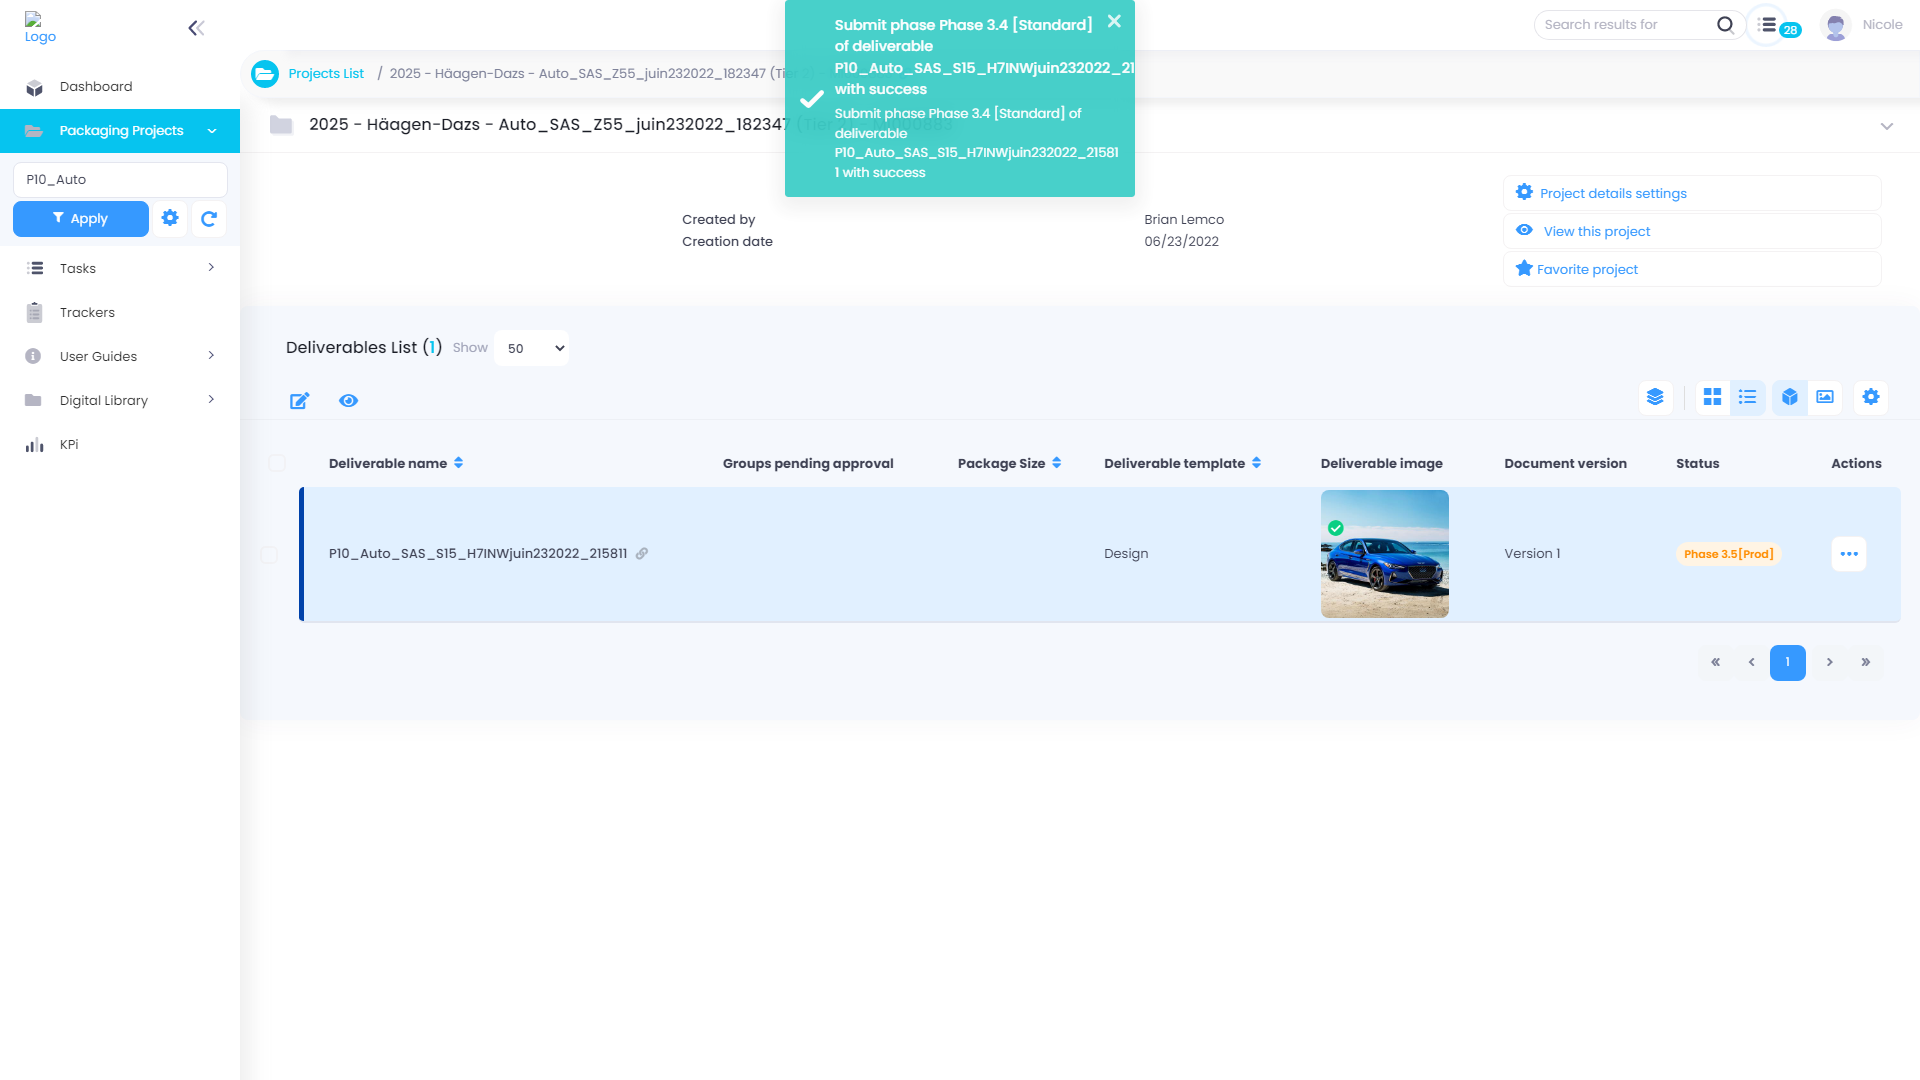 Logo
Dashboard
Packaging Projects
P10_Auto
Apply
Tasks
Trackers
User Guides
Digital Library
KPi
Submit phase Phase 3.4 [Standard]
of deliverable
P10_Auto_SAS_S15_H7INWjuin232022_21
with success
Submit phase Phase 3.4 [Standard] of
deliverable
P10_Auto_SAS_S15_H7INWjuin232022_21581
1 with success
Search results for
28
Nicole
Projects List / 2025 - Häagen-Dazs - Auto_SAS_Z55_juin232022_182347 (Tier
2025 - Häagen-Dazs - Auto_SAS_Z55_juin232022_182347 (Tier
Created by
Brian Lemco
Creation date
06/23/2022
Project details settings
View this project
Favorite project
Deliverables List (1) Show 50
Deliverable name Groups pending approval Package Size Deliverable template Deliverable image Document version Status Actions
P10_Auto_SAS_S15_H7INWjuin232022_215811 Design Version 1 Phase 3.5[Prod]
« ‹ 1 › »